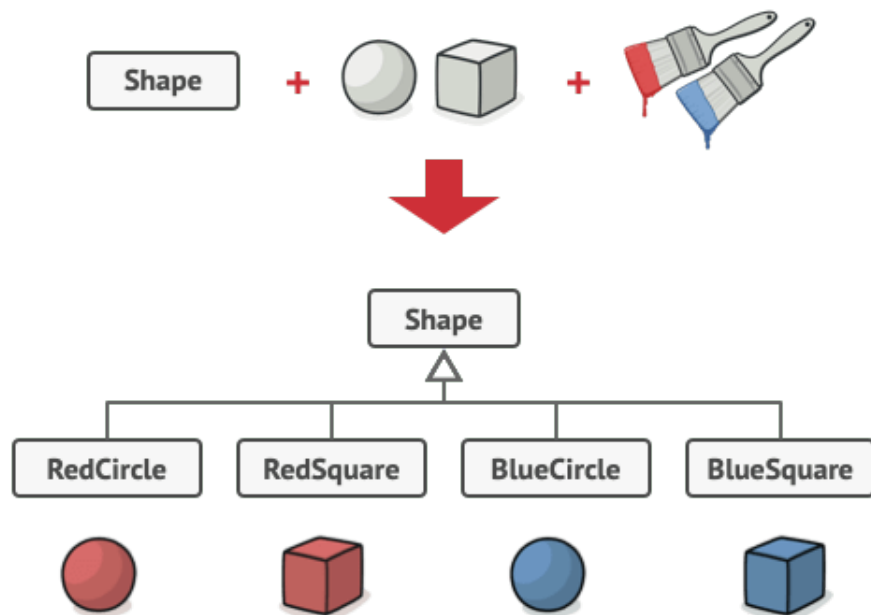 Shape
+
+
Shape
RedCircle
RedSquare
BlueCircle
BlueSquare